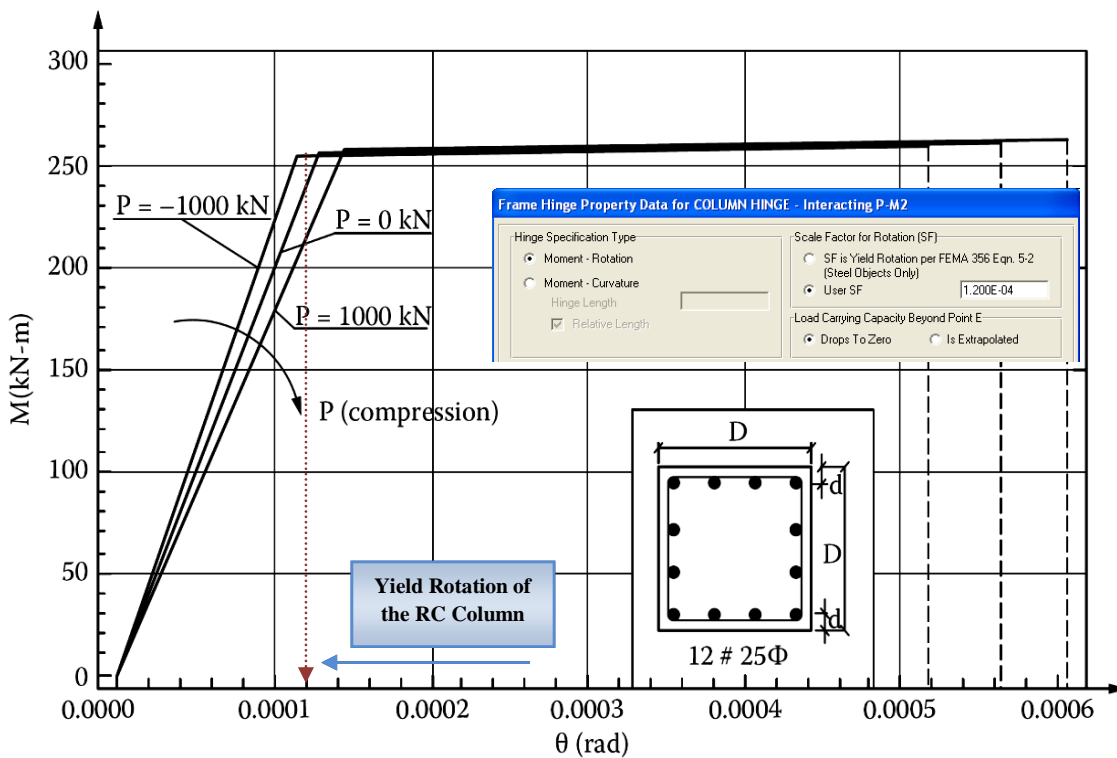 300
250
200
150
100
50
0
M(kN-m)
P = −1000 kN
P = 0 kN
P = 1000 kN
P (compression)
Frame Hinge Property Data for COLUMN HINGE - Interacting P-M2
Hinge Specification Type
Moment - Rotation
Moment - Curvature
Hinge Length
Relative Length
Scale Factor for Rotation (SF)
SF is Yield Rotation per FEMA 356 Eqn. 5-2
(Steel Objects Only)
User SF
1.200E-04
Load Carrying Capacity Beyond Point E
Drops To Zero
Is Extrapolated
D
d
D
d
12 # 25Φ
Yield Rotation of
the RC Column
0.0000
0.0001
0.0002
0.0003
0.0004
0.0005
0.0006
θ (rad)